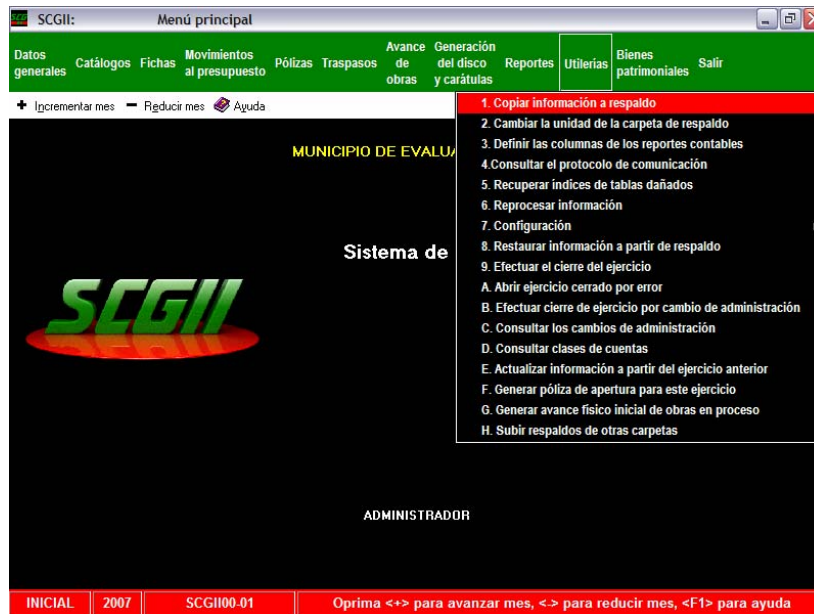 SCG SCGII: Menú principal
Datos generales
Catálogos
Fichas
Movimientos al presupuesto
Pólizas
Traspasos
Avance de obras
Generación del disco y carátulas
Reportes
Utilerias
Bienes patrimoniales
Salir
Incrementar mes Reducir mes Ayuda
1. Copiar información a respaldo
2. Cambiar la unidad de la carpeta de respaldo
3. Definir las columnas de los reportes contables
4.Consultar el protocolo de comunicación
5. Recuperar índices de tablas dañados
6. Reprocesar información
7. Configuración
8. Restaurar información a partir de respaldo
9. Efectuar el cierre del ejercicio
A. Abrir ejercicio cerrado por error
B. Efectuar cierre de ejercicio por cambio de administración
C. Consultar los cambios de administración
D. Consultar clases de cuentas
E. Actualizar información a partir del ejercicio anterior
F. Generar póliza de apertura para este ejercicio
G. Generar avance físico inicial de obras en proceso
H. Subir respaldos de otras carpetas
MUNICIPIO DE EVALU
Sistema de
SCGII
ADMINISTRADOR
INICIAL 2007 SCGII00-01 Oprima <+> para avanzar mes, <-> para reducir mes, <F1> para ayuda